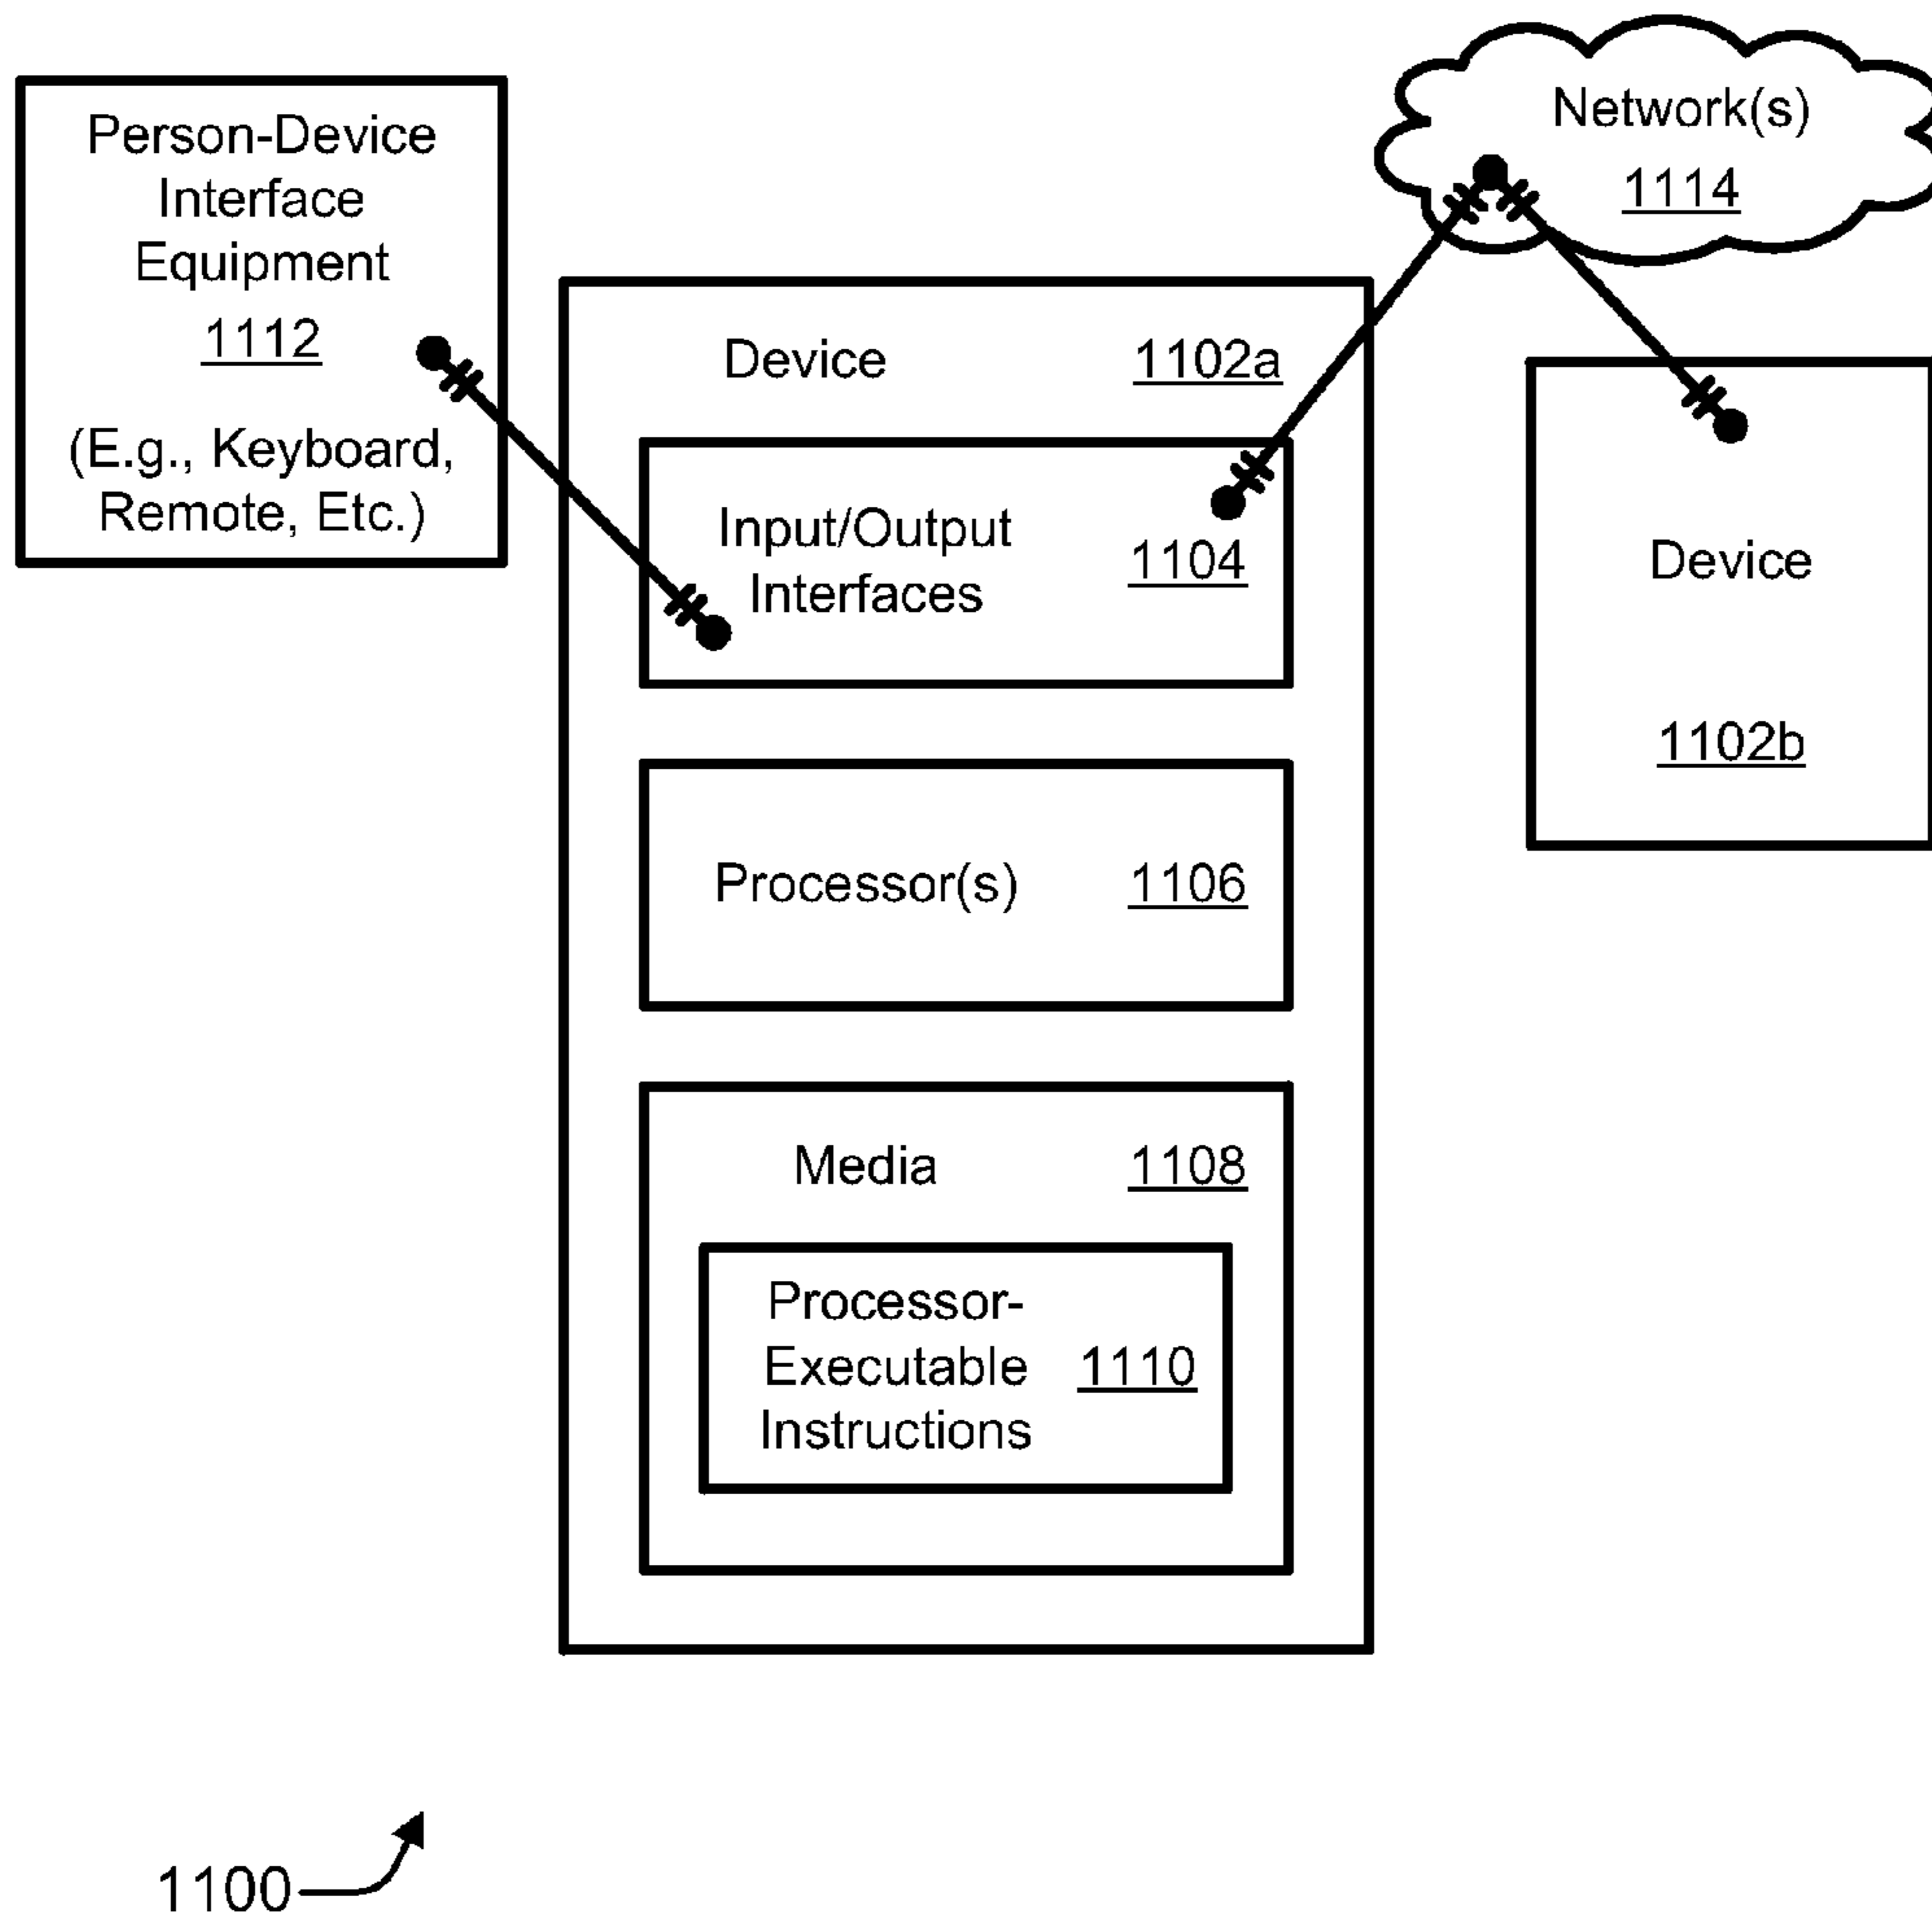 Person-Device
Interface
Equipment
1112
(E.g., Keyboard,
Remote, Etc.)
Network(s)
1114
Device 1102a
Input/Output
Interfaces
1104
Device
1102b
Processor(s) 1106
Media 1108
Processor-
Executable
Instructions
1110
1100